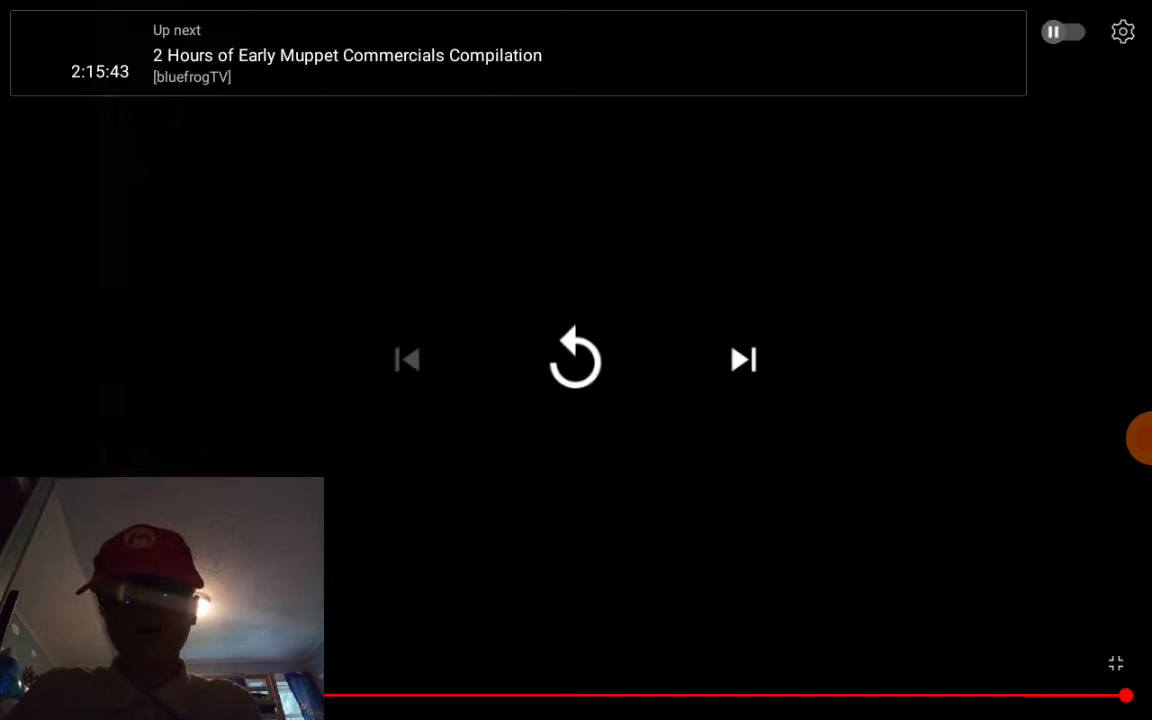 Up next
2 Hours of Early Muppet Commercials Compilation
2:15:43
[bluefrogTV]
M